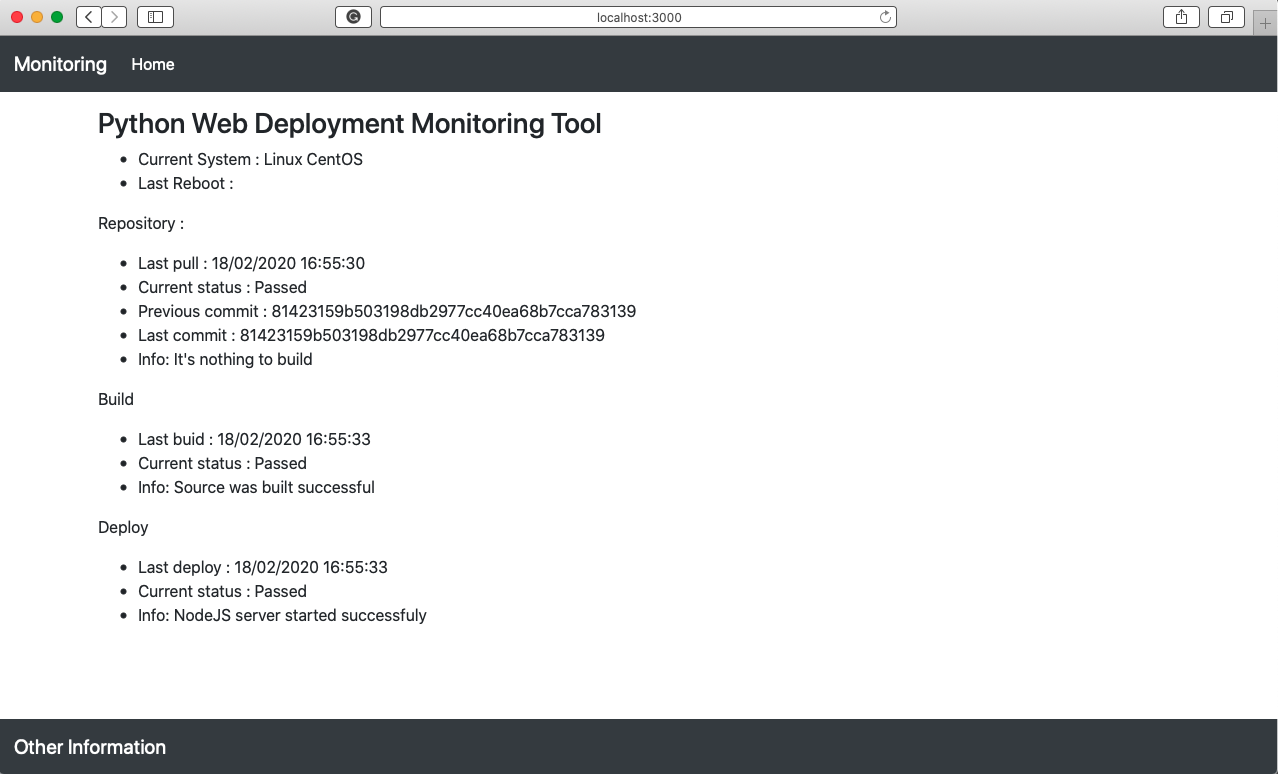 localhost:3000
Monitoring Home
Python Web Deployment Monitoring Tool
Current System : Linux CentOS
Last Reboot :
Repository :
Last pull : 18/02/2020 16:55:30
Current status : Passed
Previous commit : 81423159b503198db2977cc40ea68b7cca783139
Last commit : 81423159b503198db2977cc40ea68b7cca783139
Info: It's nothing to build
Build
Last buid : 18/02/2020 16:55:33
Current status : Passed
Info: Source was built successful
Deploy
Last deploy : 18/02/2020 16:55:33
Current status : Passed
Info: NodeJS server started successfuly
Other Information